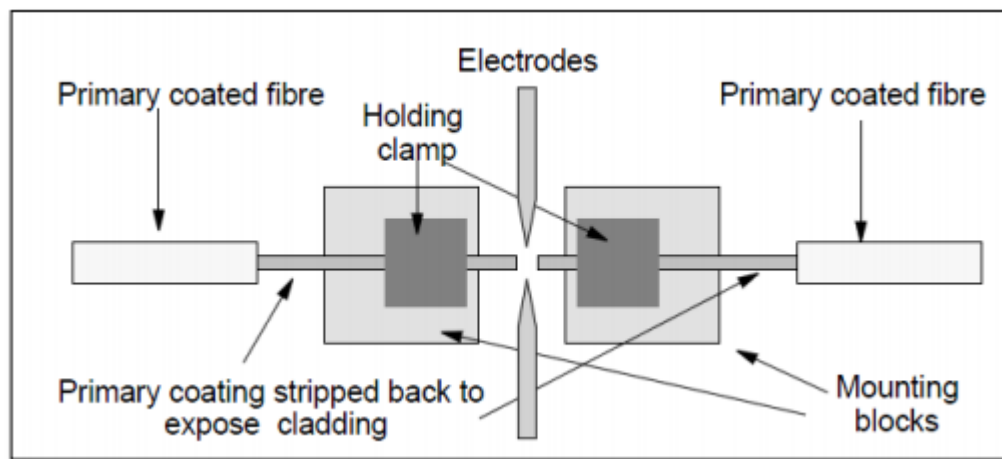 Electrodes
Primary coated fibre
Primary coated fibre
Holding
clamp
Primary coating stripped back to
expose cladding
Mounting
blocks